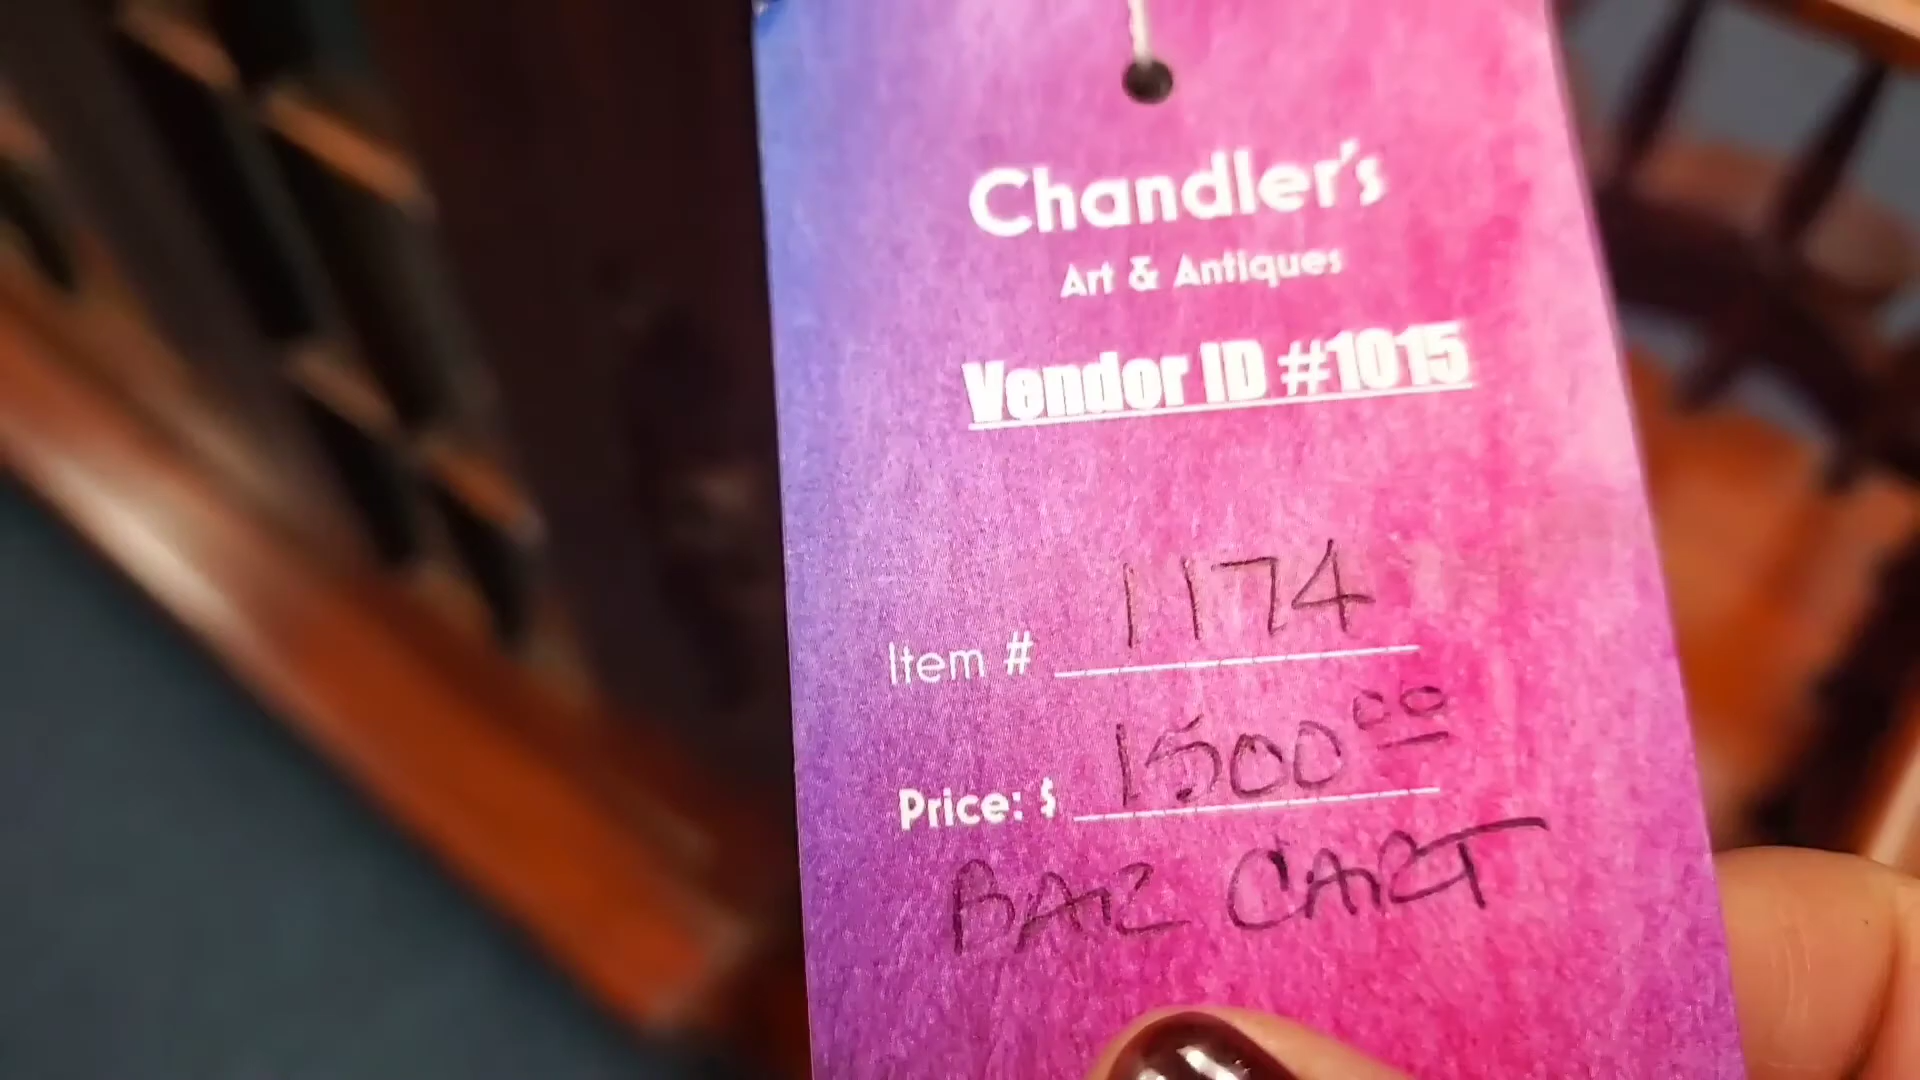 Chandler's
Art & Antiques
Vendor ID #1015
Item # 1174
Price: $ 1500 00
BAR CART